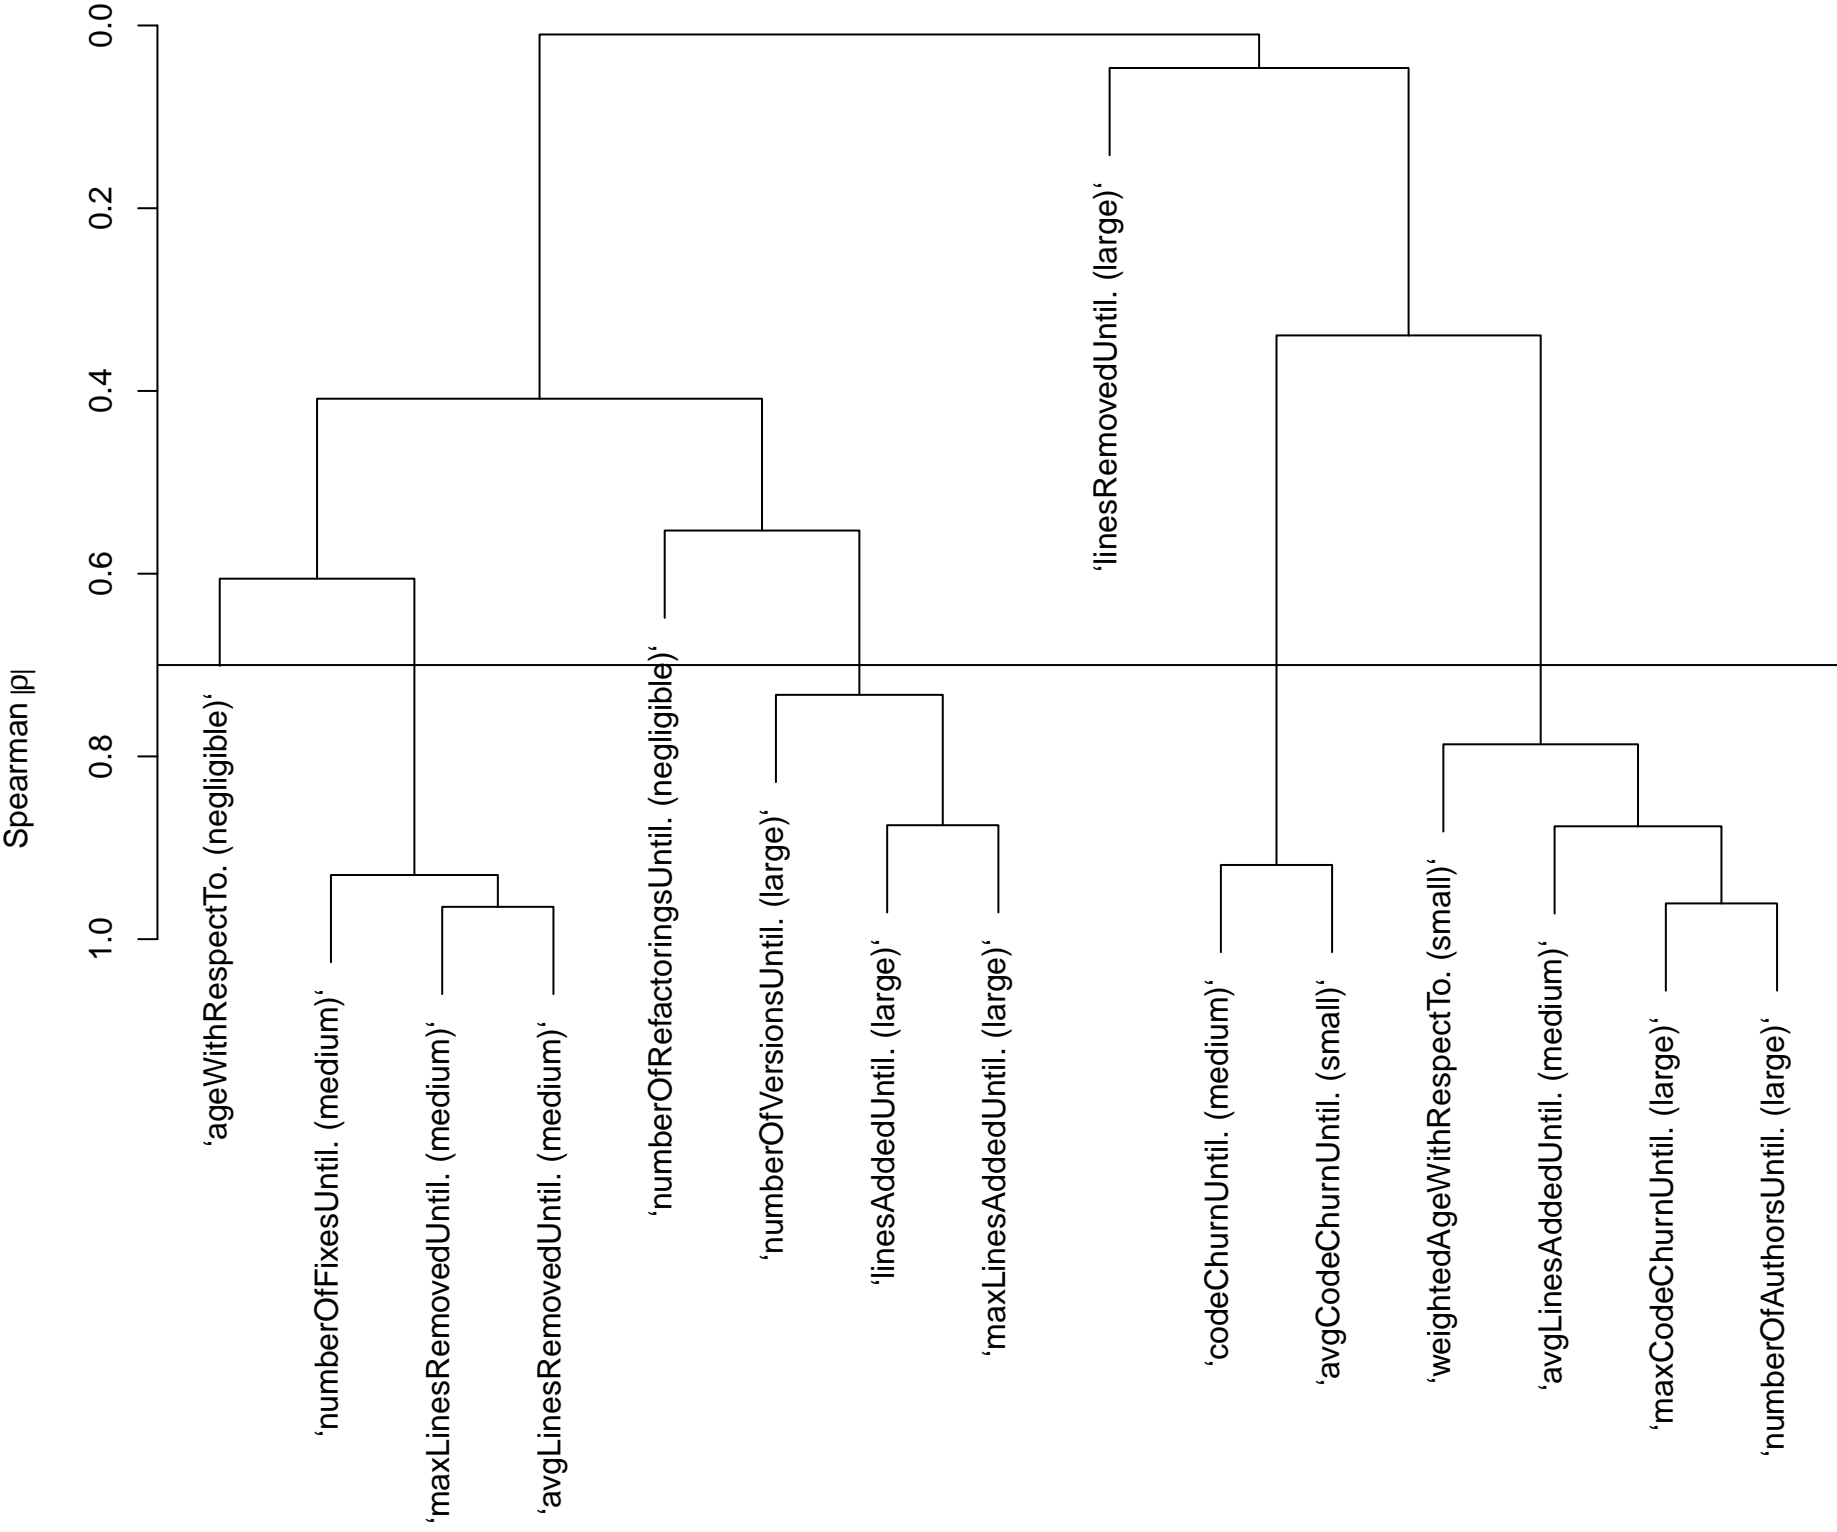 Spearman |ρ|
0.0
0.2
0.4
0.6
0.8
1.0
‘ageWithRespectTo. (negligible)‘
‘numberOfFixesUntil. (medium)‘
‘maxLinesRemovedUntil. (medium)‘
‘avgLinesRemovedUntil. (medium)‘
‘numberOfRefactoringsUntil. (negligible)‘
‘numberOfVersionsUntil. (large)‘
‘linesAddedUntil. (large)‘
‘maxLinesAddedUntil. (large)‘
‘linesRemovedUntil. (large)‘
‘codeChurnUntil. (medium)‘
‘avgCodeChurnUntil. (small)‘
‘weightedAgeWithRespectTo. (small)‘
‘avgLinesAddedUntil. (medium)‘
‘maxCodeChurnUntil. (large)‘
‘numberOfAuthorsUntil. (large)‘